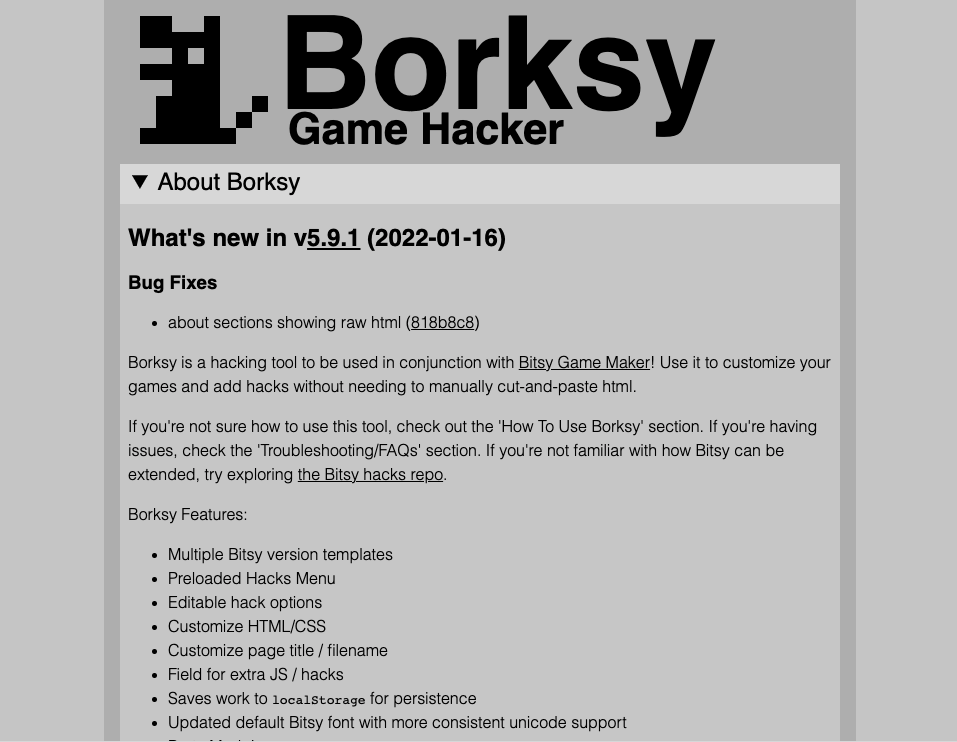 Borksy
Game Hacker
▼ About Borksy
What's new in v5.9.1 (2022-01-16)
Bug Fixes
• about sections showing raw html (818b8c8)
Borksy is a hacking tool to be used in conjunction with Bitsy Game Maker! Use it to customize your
games and add hacks without needing to manually cut-and-paste html.
If you're not sure how to use this tool, check out the 'How To Use Borksy' section. If you're having
issues, check the 'Troubleshooting/FAQs' section. If you're not familiar with how Bitsy can be
extended, try exploring the Bitsy hacks repo.
Borksy Features:
• Multiple Bitsy version templates
• Preloaded Hacks Menu
• Editable hack options
• Customize HTML/CSS
• Customize page title / filename
• Field for extra JS / hacks
• Saves work to localStorage for persistence
• Updated default Bitsy font with more consistent unicode support